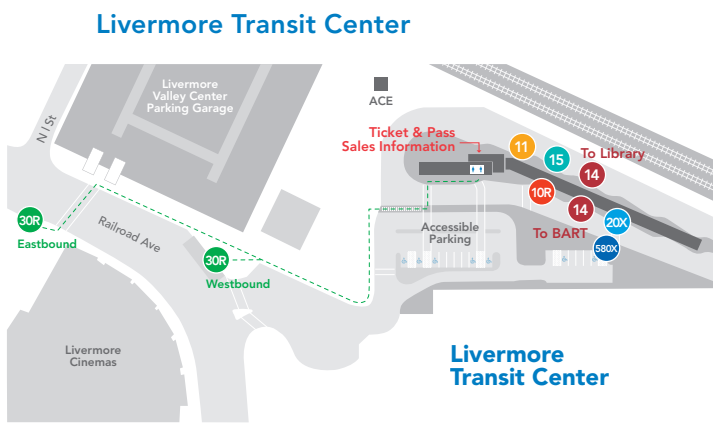 Livermore Transit Center
Livermore
Valley Center
Parking Garage
N I St
ACE
Ticket & Pass
Sales Information
11
15
To Library
14
10R
14
To BART
20X
580X
Accessible
Parking
30R
Eastbound
Railroad Ave
30R
Westbound
Livermore
Cinemas
Livermore
Transit Center